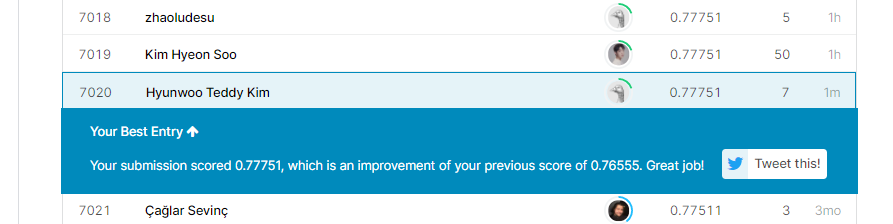 7018 zhaoludesu 0.77751 5 1h
7019 Kim Hyeon Soo 0.77751 50 1h
7020 Hyunwoo Teddy Kim 0.77751 7 1m
Your Best Entry
Your submission scored 0.77751, which is an improvement of your previous score of 0.76555. Great job! Tweet this!
7021 Çağlar Sevinç 0.77511 3 3mo